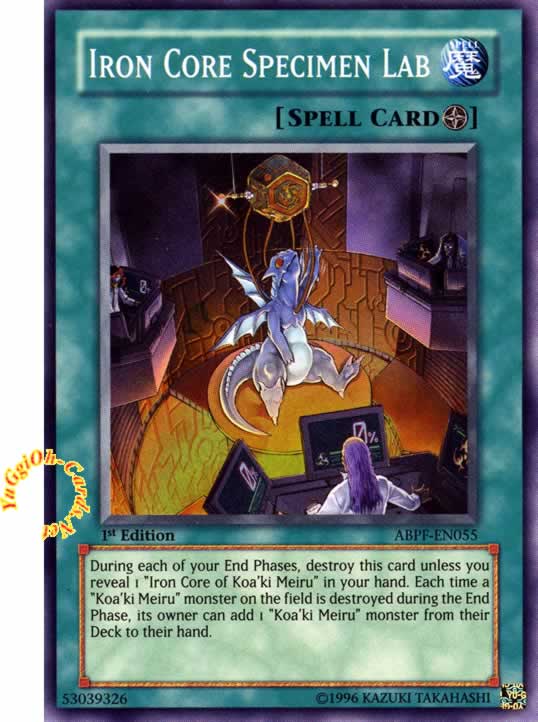 Iron Core Specimen Lab
SPELL
魔
[Spell Card]
0%
YuGgiOh-Cards.Net
1st Edition
ABPF-EN055
During each of your End Phases, destroy this card unless you
reveal 1 "Iron Core of Koa'ki Meiru" in your hand. Each time a
"Koa'ki Meiru" monster on the field is destroyed during the End
Phase, its owner can add 1 "Koa'ki Meiru" monster from their
Deck to their hand.
53039326
©1996 KAZUKI TAKAHASHI